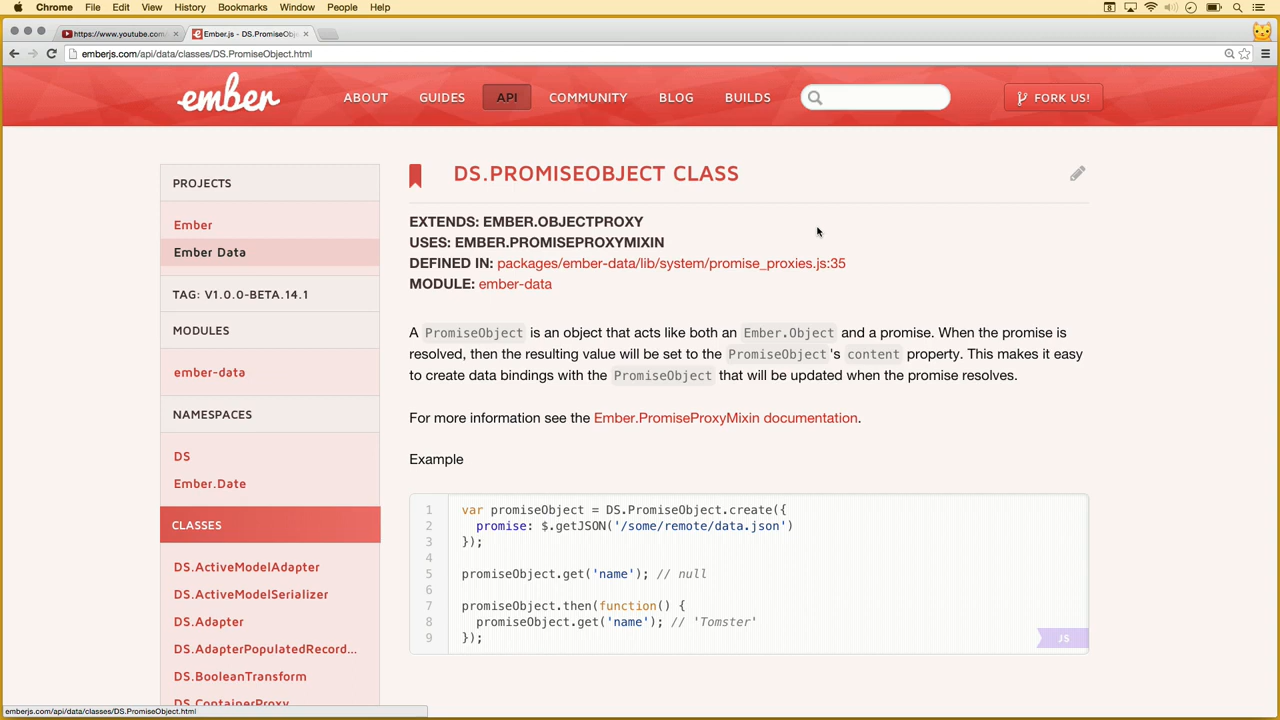 Chrome File Edit View History Bookmarks Window People Help
https://www.youtube.com/
Ember.js - DS.PromiseObj
emberjs.com/api/data/classes/DS.PromiseObject.html
ember
ABOUT GUIDES API COMMUNITY BLOG BUILDS FORK US!
PROJECTS
Ember
Ember Data
TAG: V1.0.0-BETA.14.1
MODULES
ember-data
NAMESPACES
DS
Ember.Date
CLASSES
DS.ActiveModelAdapter
DS.ActiveModelSerializer
DS.Adapter
DS.AdapterPopulatedRecord...
DS.BooleanTransform
DS.ContainerProxy
DS.PROMISEOBJECT CLASS
EXTENDS: EMBER.OBJECTPROXY
USES: EMBER.PROMISEPROXYMIXIN
DEFINED IN: packages/ember-data/lib/system/promise_proxies.js:35
MODULE: ember-data
A PromiseObject is an object that acts like both an Ember.Object and a promise. When the promise is
resolved, then the resulting value will be set to the PromiseObject's content property. This makes it easy
to create data bindings with the PromiseObject that will be updated when the promise resolves.
For more information see the Ember.PromiseProxyMixin documentation.
Example
1 var promiseObject = DS.PromiseObject.create({
2 promise: $.getJSON('/some/remote/data.json')
3 });
4
5 promiseObject.get('name'); // null
6
7 promiseObject.then(function() {
8 promiseObject.get('name'); // 'Tomster'
9 });
JS
emberjs.com/api/data/classes/DS.PromiseObject.html